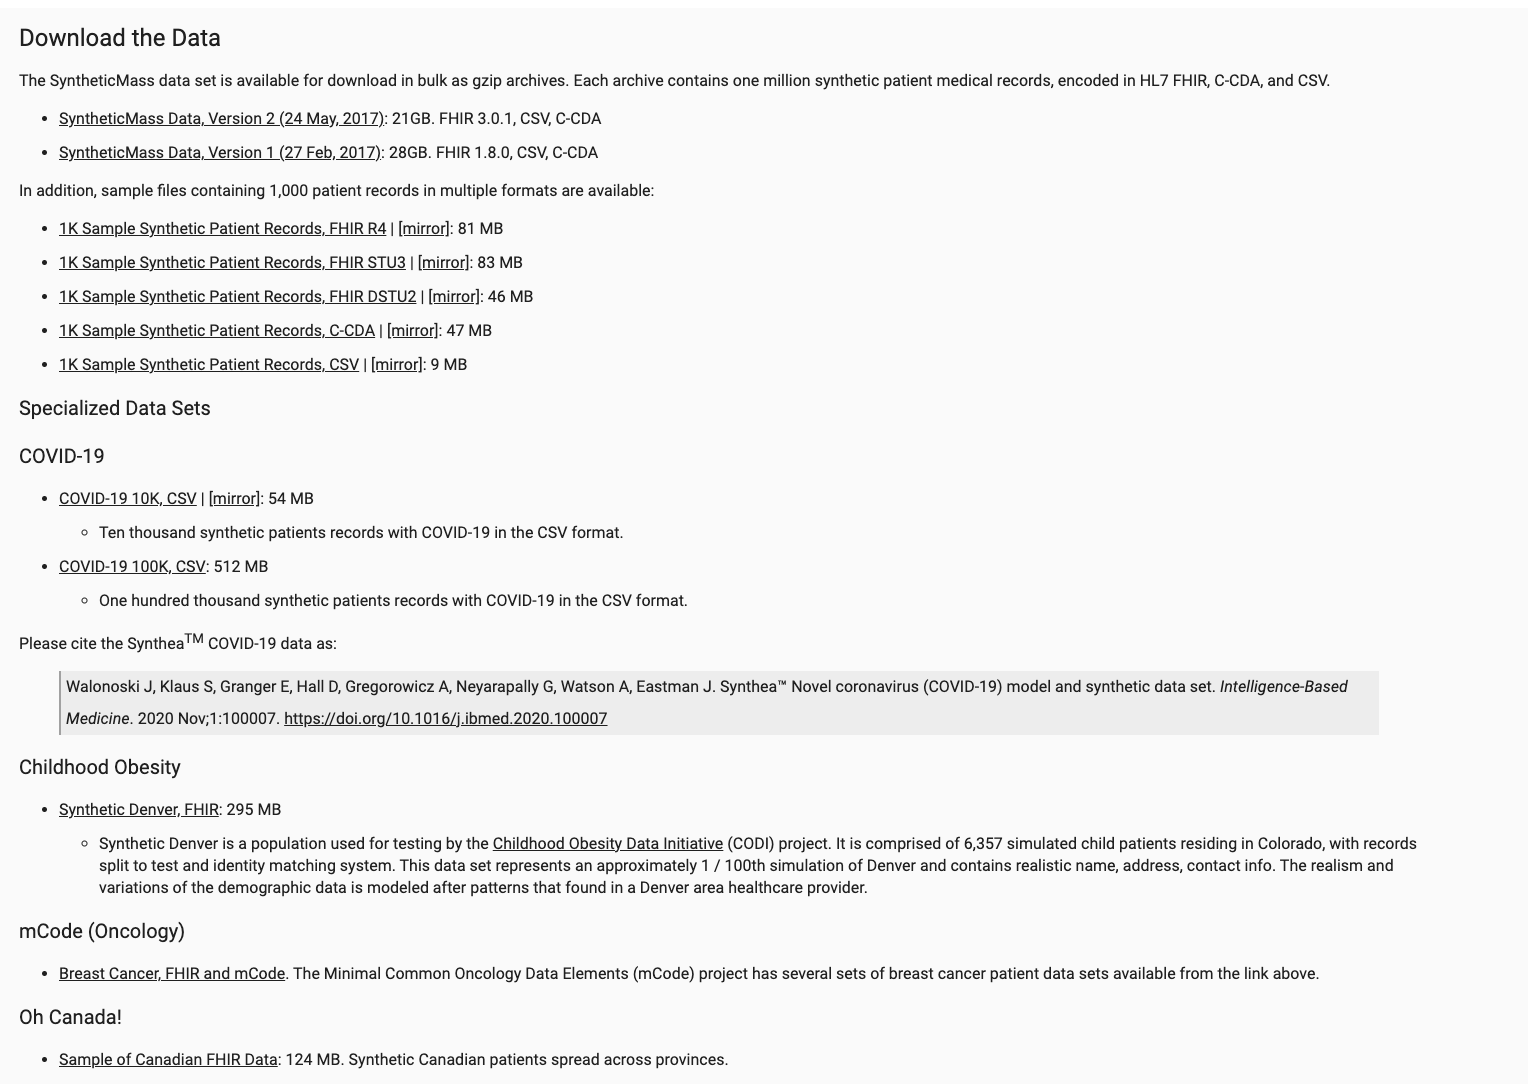 Download the Data
The SyntheticMass data set is available for download in bulk as gzip archives. Each archive contains one million synthetic patient medical records, encoded in HL7 FHIR, C-CDA, and CSV.
• SyntheticMass Data, Version 2 (24 May, 2017): 21GB. FHIR 3.0.1, CSV, C-CDA
• SyntheticMass Data, Version 1 (27 Feb, 2017): 28GB. FHIR 1.8.0, CSV, C-CDA
In addition, sample files containing 1,000 patient records in multiple formats are available:
• 1K Sample Synthetic Patient Records, FHIR R4 | [mirror]: 81 MB
• 1K Sample Synthetic Patient Records, FHIR STU3 | [mirror]: 83 MB
• 1K Sample Synthetic Patient Records, FHIR DSTU2 | [mirror]: 46 MB
• 1K Sample Synthetic Patient Records, C-CDA | [mirror]: 47 MB
• 1K Sample Synthetic Patient Records, CSV | [mirror]: 9 MB
Specialized Data Sets
COVID-19
• COVID-19 10K, CSV | [mirror]: 54 MB
◦ Ten thousand synthetic patients records with COVID-19 in the CSV format.
• COVID-19 100K, CSV: 512 MB
◦ One hundred thousand synthetic patients records with COVID-19 in the CSV format.
Please cite the Synthea™ COVID-19 data as:
Walonoski J, Klaus S, Granger E, Hall D, Gregorowicz A, Neyarapally G, Watson A, Eastman J. Synthea™ Novel coronavirus (COVID-19) model and synthetic data set. Intelligence-Based
Medicine. 2020 Nov;1:100007. https://doi.org/10.1016/j.ibmed.2020.100007
Childhood Obesity
• Synthetic Denver, FHIR: 295 MB
◦ Synthetic Denver is a population used for testing by the Childhood Obesity Data Initiative (CODI) project. It is comprised of 6,357 simulated child patients residing in Colorado, with records
split to test and identity matching system. This data set represents an approximately 1 / 100th simulation of Denver and contains realistic name, address, contact info. The realism and
variations of the demographic data is modeled after patterns that found in a Denver area healthcare provider.
mCode (Oncology)
• Breast Cancer, FHIR and mCode. The Minimal Common Oncology Data Elements (mCode) project has several sets of breast cancer patient data sets available from the link above.
Oh Canada!
• Sample of Canadian FHIR Data: 124 MB. Synthetic Canadian patients spread across provinces.